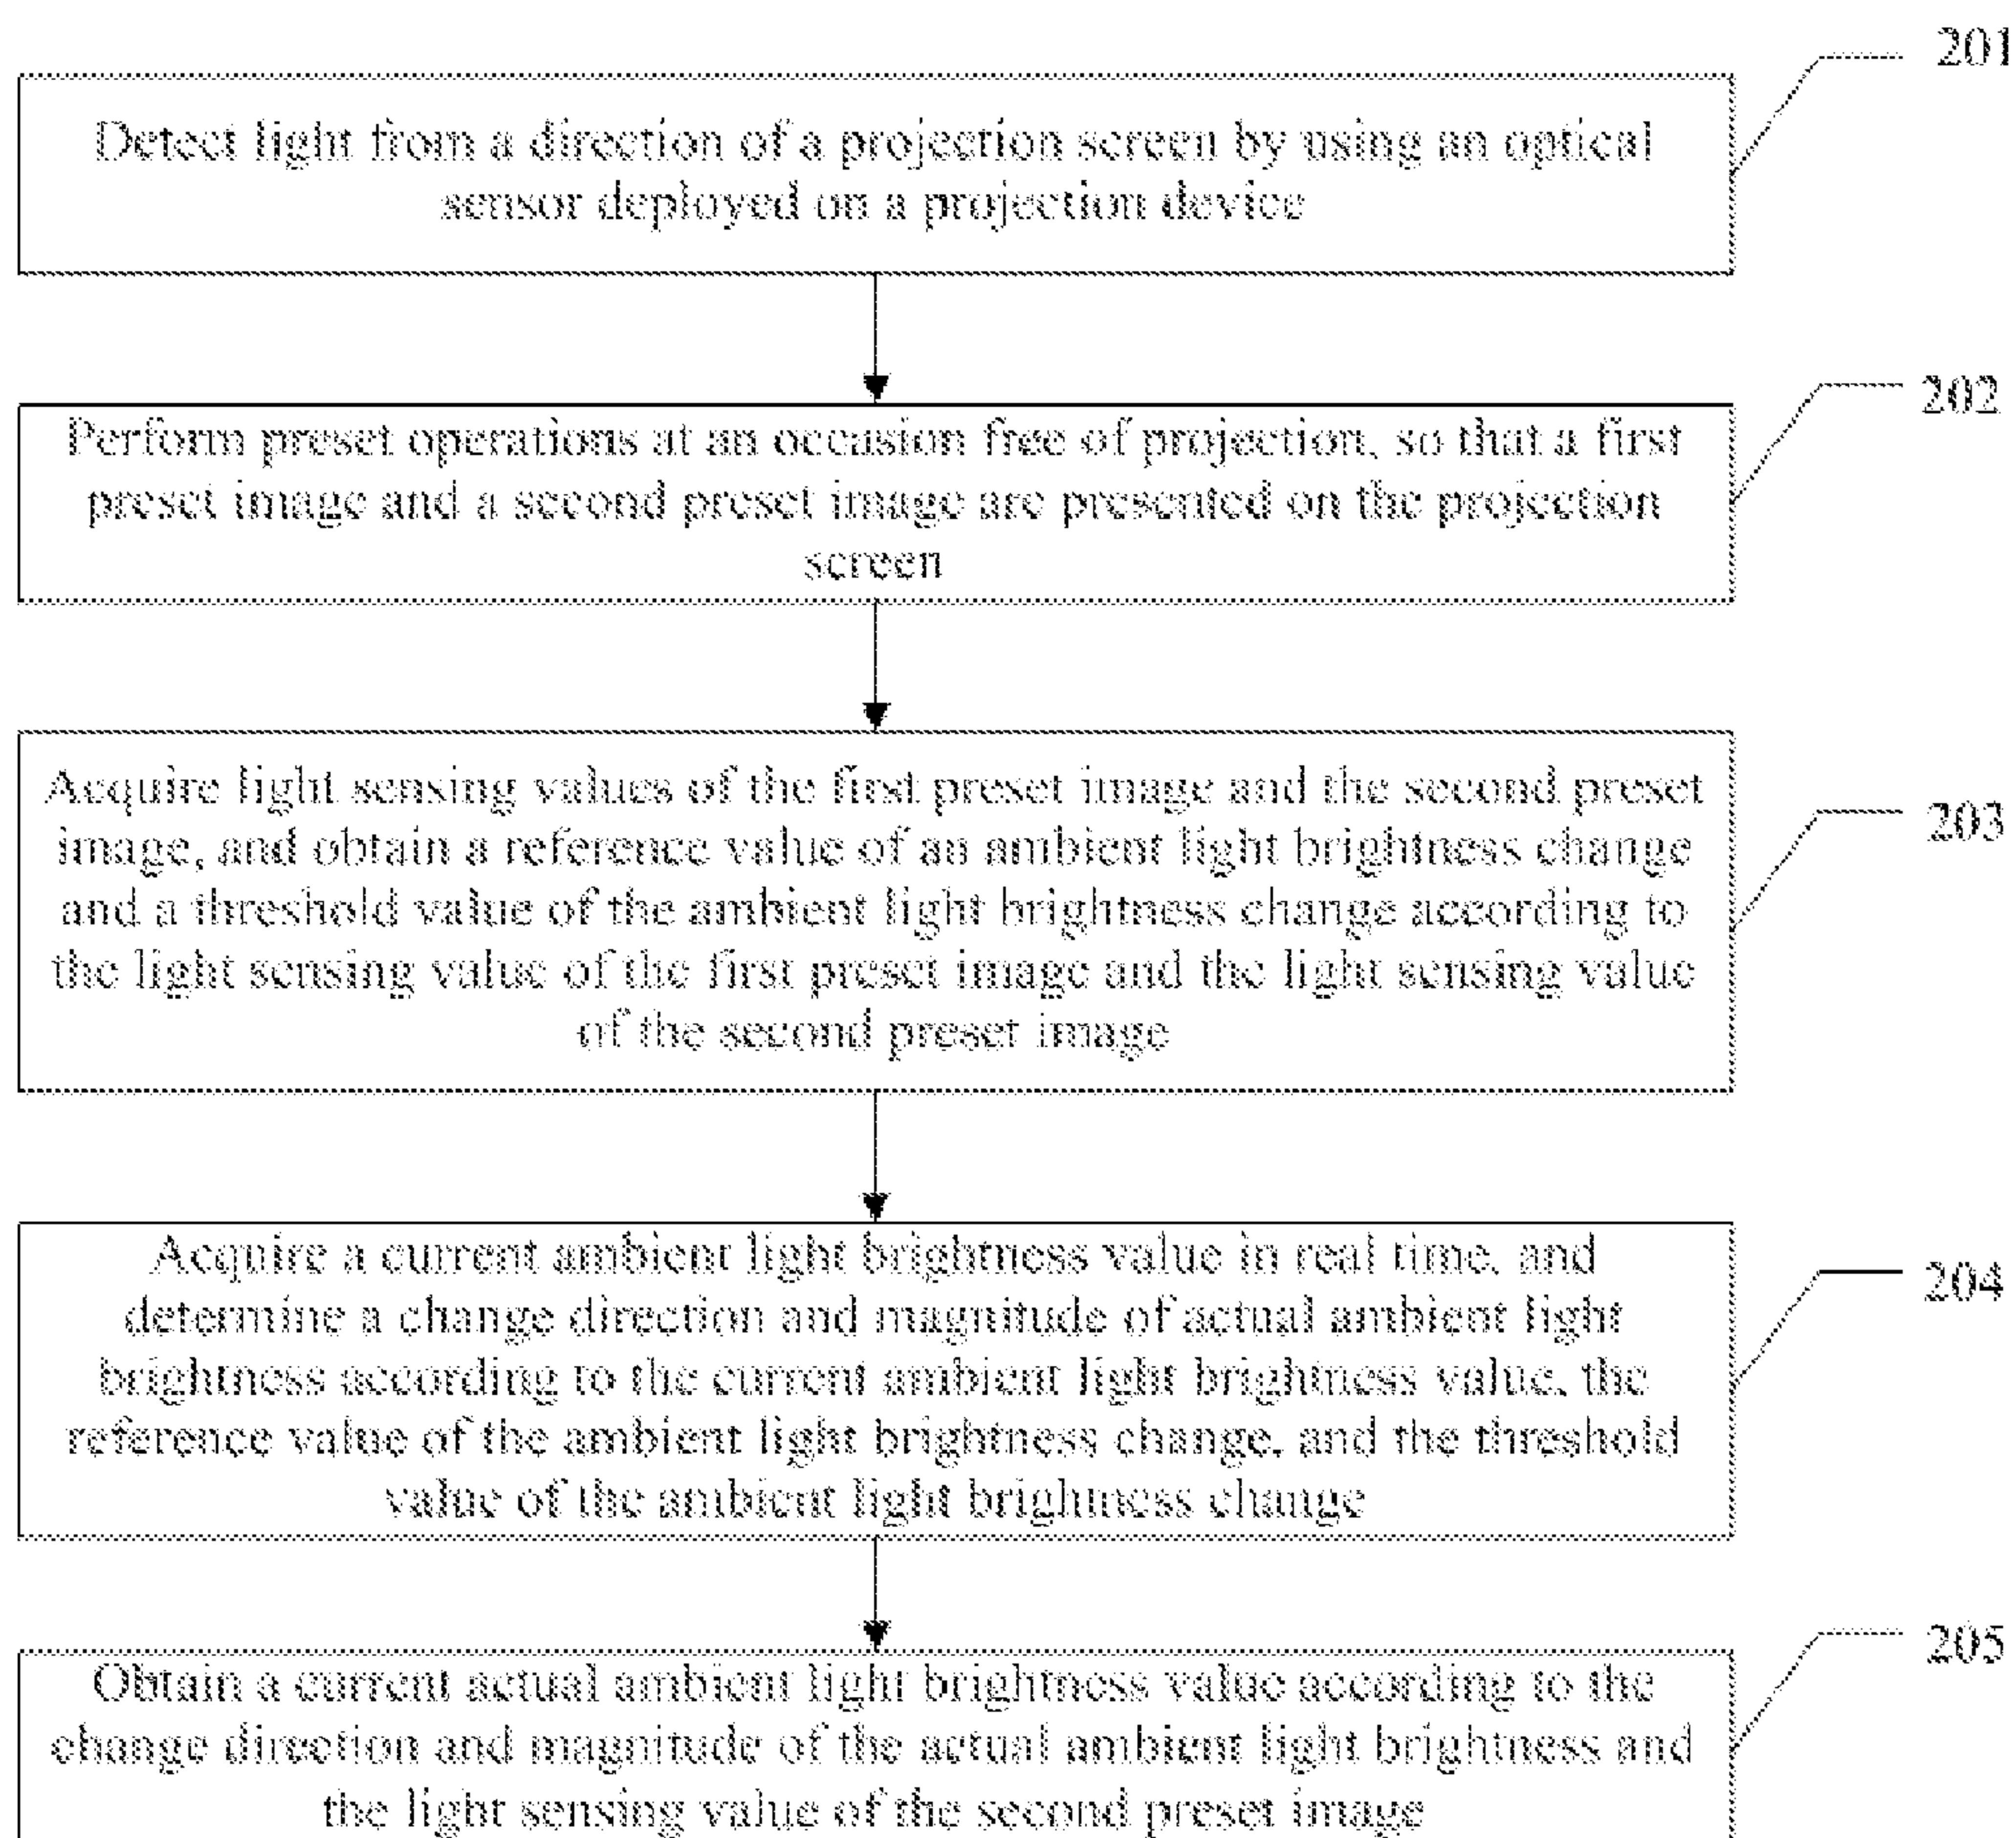 201
Detect light from a direction of a projection screen by using an optical
sensor deployed on a projection device
202
Perform preset operations at an occasion free of projection, so that a first
preset image and a second preset image are presented on the projection
screen
203
Acquire light sensing values of the first preset image and the second preset
image, and obtain a reference value of an ambient light brightness change
and a threshold value of the ambient light brightness change according to
the light sensing value of the first preset image and the light sensing value
of the second preset image
204
Acquire a current ambient light brightness value in real time, and
determine a change direction and magnitude of actual ambient light
brightness according to the current ambient light brightness value, the
reference value of the ambient light brightness change, and the threshold
value of the ambient light brightness change
205
Obtain a current actual ambient light brightness value according to the
change direction and magnitude of the actual ambient light brightness and
the light sensing value of the second preset image